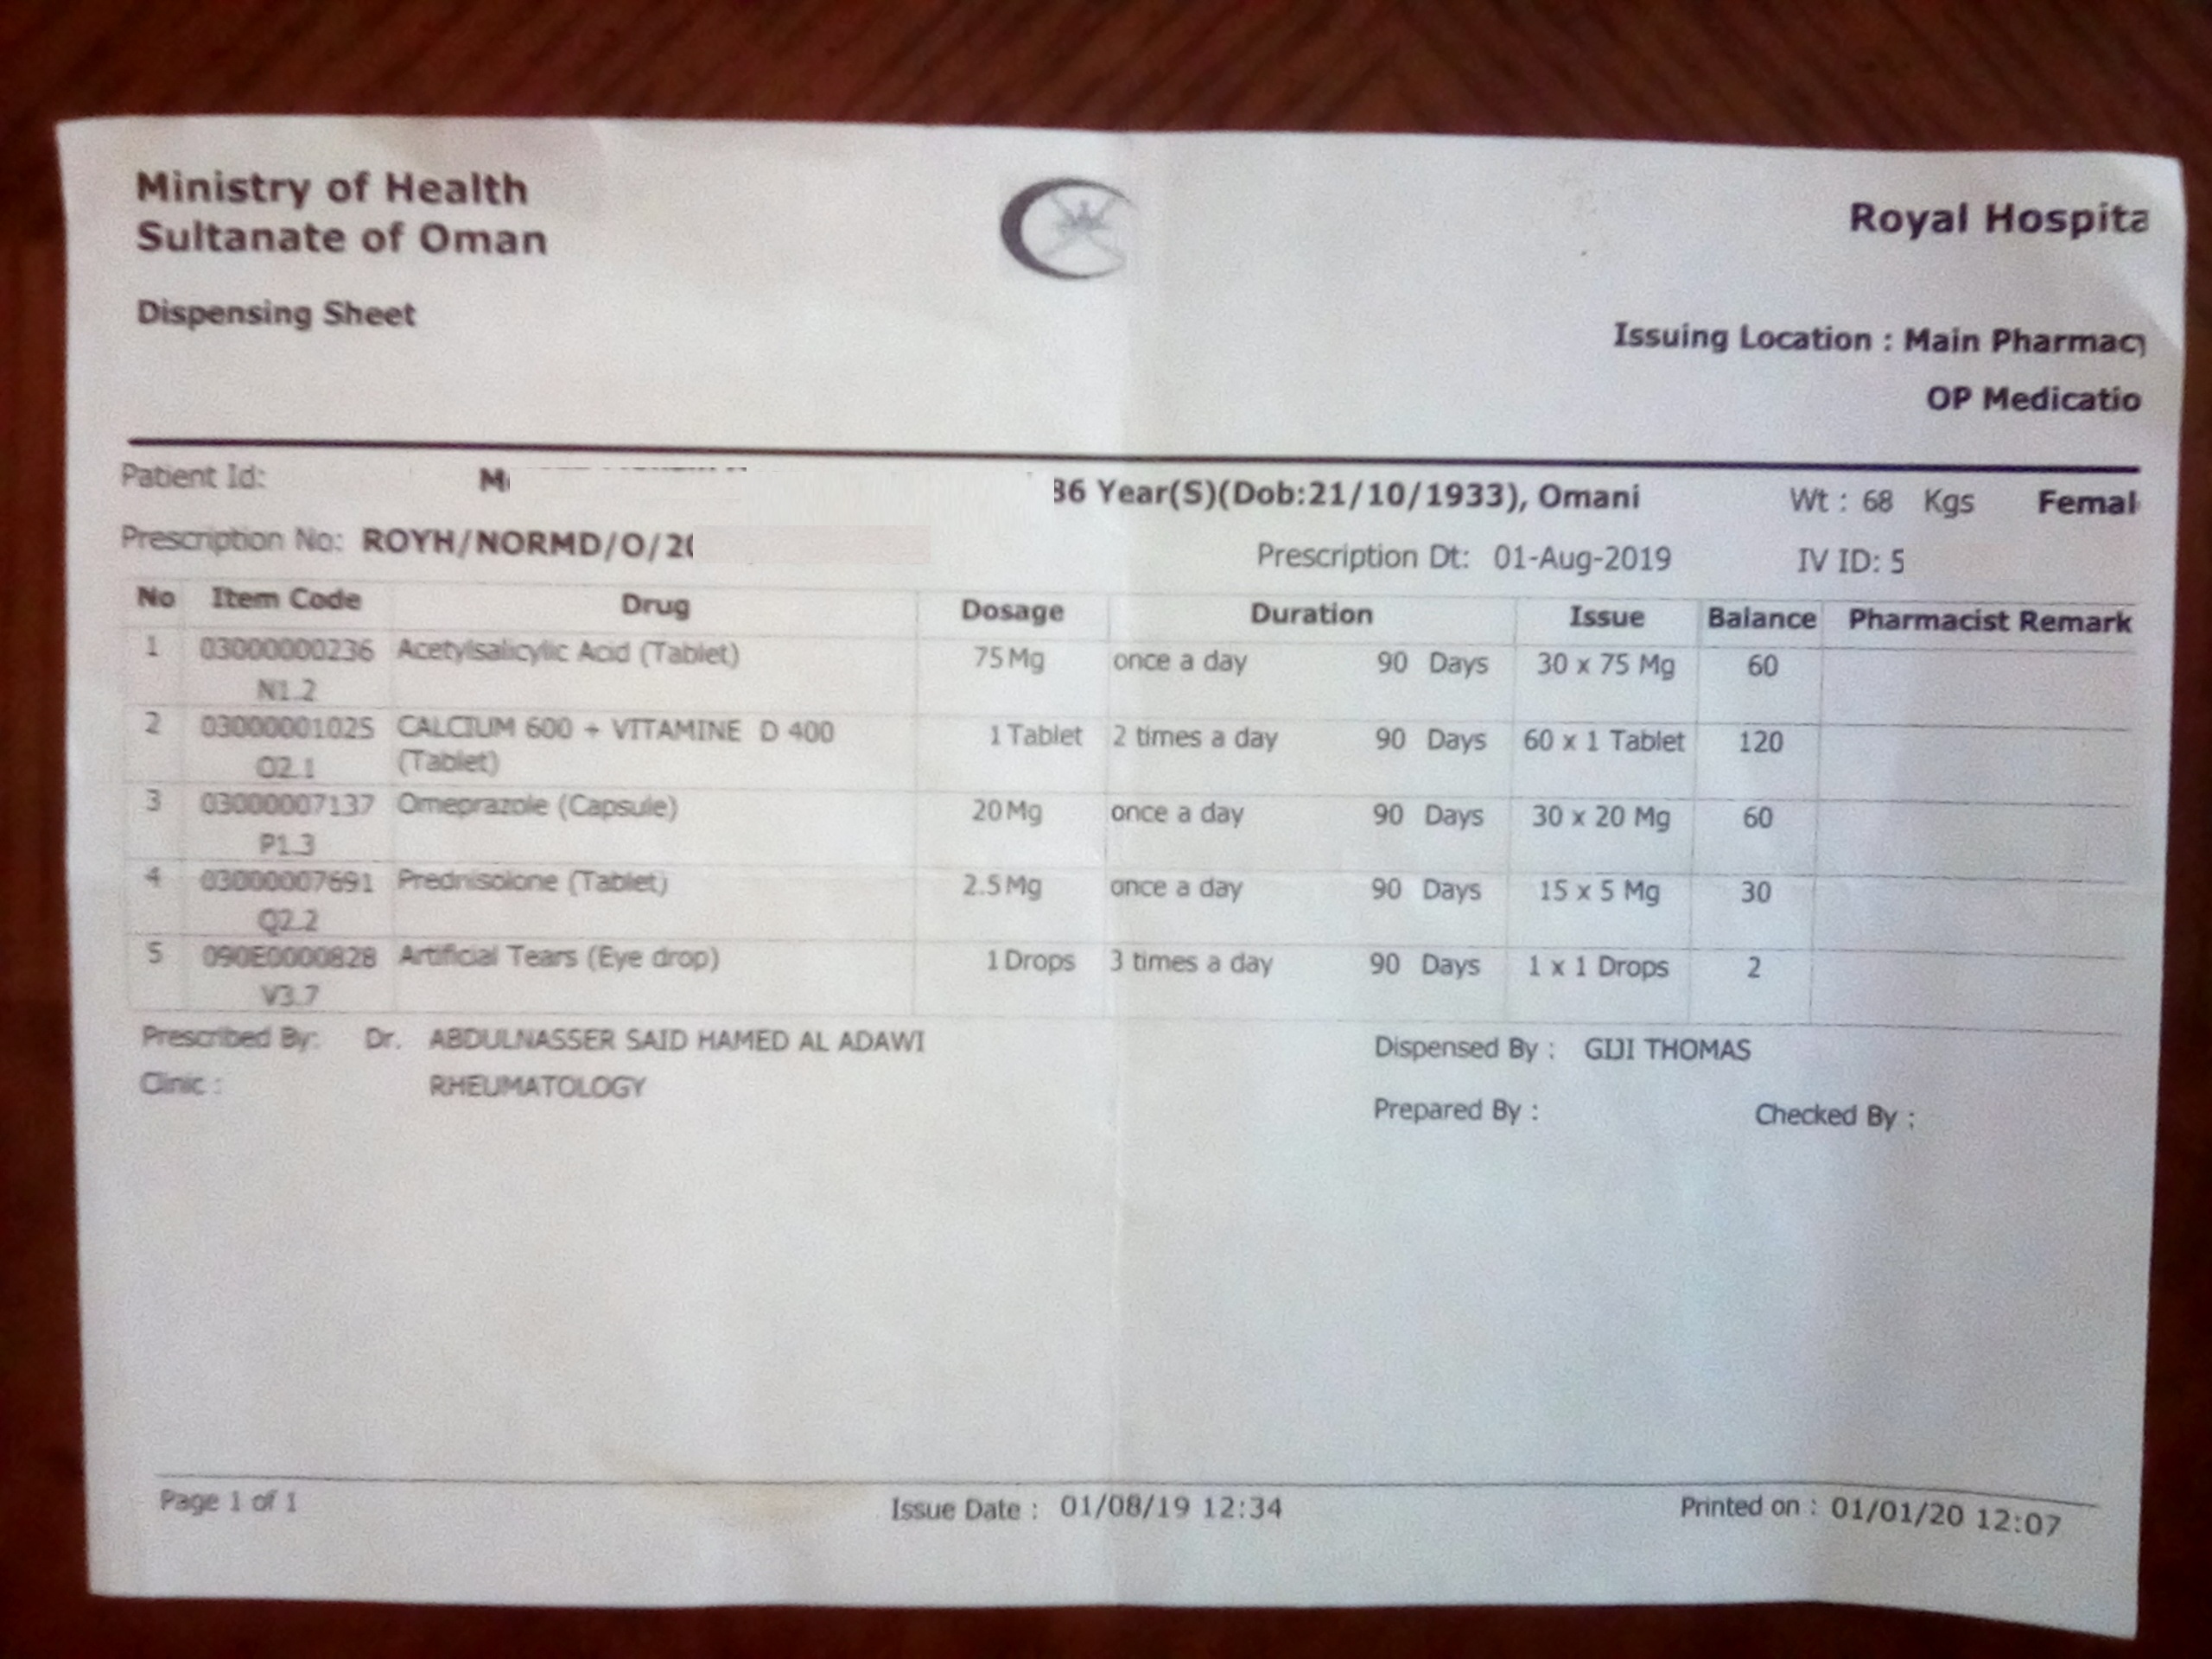 Ministry of Health
Sultanate of Oman
Royal Hospita
Dispensing Sheet
Issuing Location : Main Pharmacy
OP Medicatio
Patient Id: M 86 Year(S)(Dob:21/10/1933), Omani Wt : 68 Kgs Femal
Prescription No: ROYH/NORMD/O/20 Prescription Dt: 01-Aug-2019 IV ID: 5
No Item Code Drug Dosage Duration Issue Balance Pharmacist Remark
1 03000000236 Acetylsalicylic Acid (Tablet) 75 Mg once a day 90 Days 30 x 75 Mg 60
N1.2
2 03000001025 CALCIUM 600 + VITAMINE D 400 1 Tablet 2 times a day 90 Days 60 x 1 Tablet 120
O2.1 (Tablet)
3 03000007137 Omeprazole (Capsule) 20 Mg once a day 90 Days 30 x 20 Mg 60
P1.3
4 03000007691 Prednisolone (Tablet) 2.5 Mg once a day 90 Days 15 x 5 Mg 30
Q2.2
5 090E0000828 Artificial Tears (Eye drop) 1 Drops 3 times a day 90 Days 1 x 1 Drops 2
V3.7
Prescribed By: Dr. ABDULNASSER SAID HAMED AL ADAWI Dispensed By : GIJI THOMAS
Clinic : RHEUMATOLOGY
Prepared By : Checked By :
Page 1 of 1 Issue Date : 01/08/19 12:34 Printed on : 01/01/20 12:07